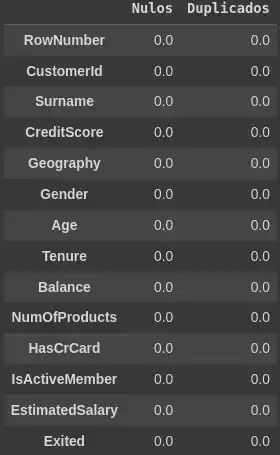 Nulos Duplicados
RowNumber 0.0 0.0
CustomerId 0.0 0.0
Surname 0.0 0.0
CreditScore 0.0 0.0
Geography 0.0 0.0
Gender 0.0 0.0
Age 0.0 0.0
Tenure 0.0 0.0
Balance 0.0 0.0
NumOfProducts 0.0 0.0
HasCrCard 0.0 0.0
IsActiveMember 0.0 0.0
EstimatedSalary 0.0 0.0
Exited 0.0 0.0